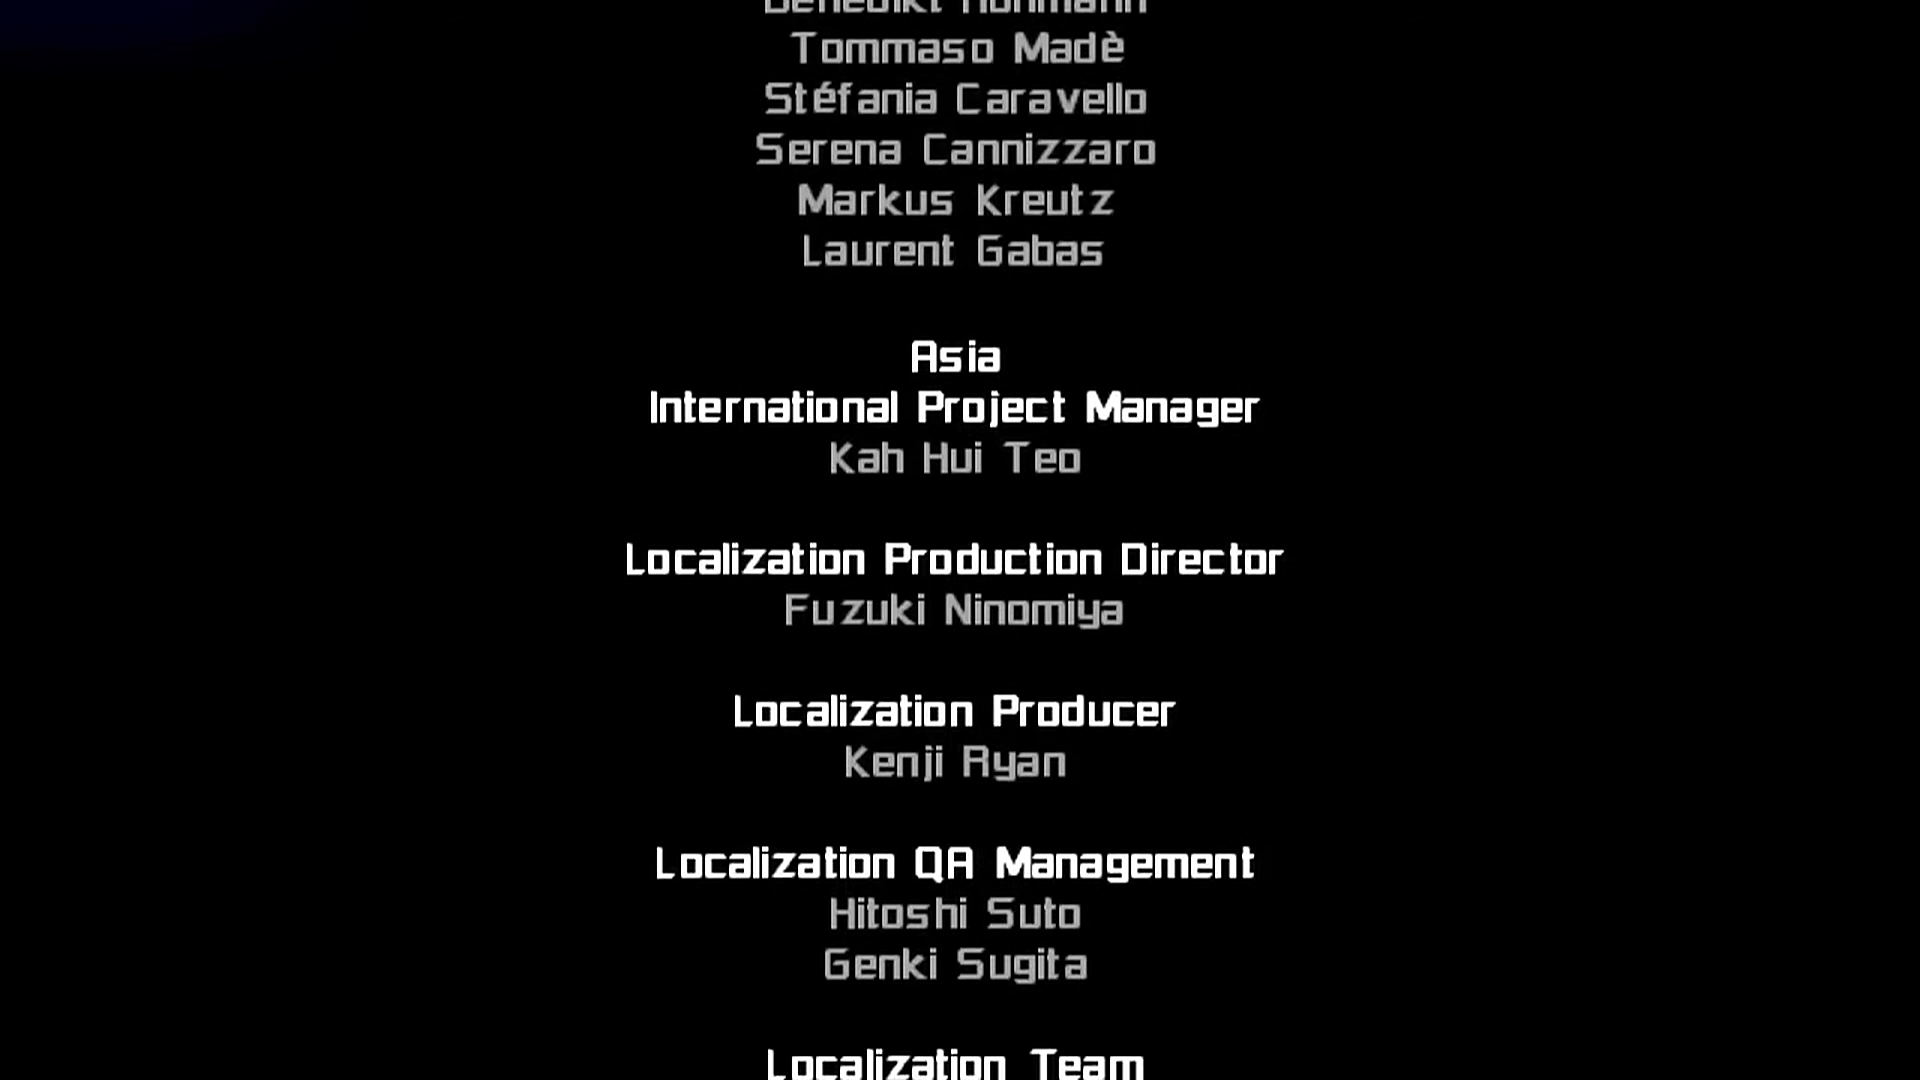 Tommaso Madè
Stéfania Caravello
Serena Cannizzaro
Markus Kreutz
Laurent Gabas
Asia
International Project Manager
Kah Hui Teo
Localization Production Director
Fuzuki Ninomiya
Localization Producer
Kenji Ryan
Localization QA Management
Hitoshi Suto
Genki Sugita
Localization Team